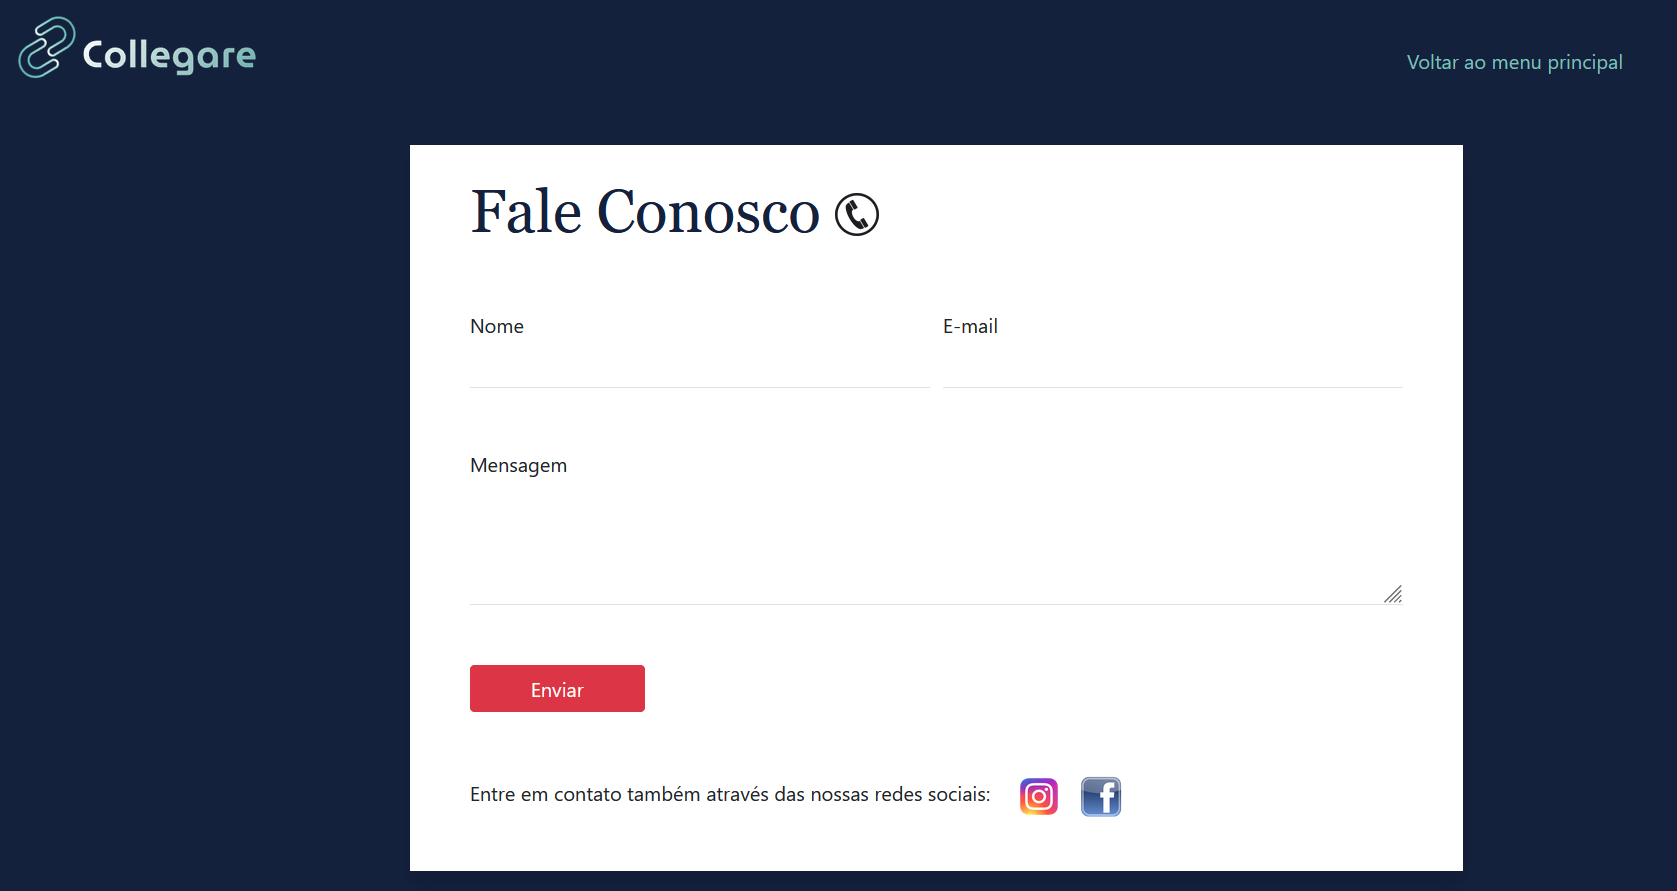 Collegare
Voltar ao menu principal
Fale Conosco
Nome
E-mail
Mensagem
Enviar
Entre em contato também através das nossas redes sociais: